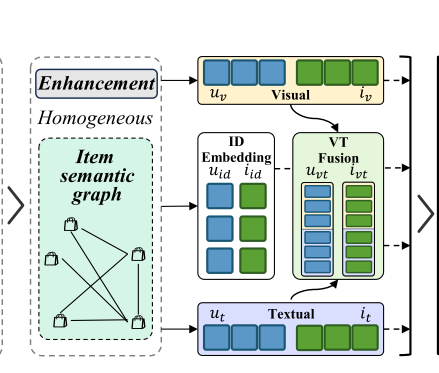 Enhancement
Homogeneous
Item
semantic
graph
u_v
Visual
i_v
ID
Embedding
u_id
i_id
VT
Fusion
u_vt
i_vt
u_t
Textual
i_t